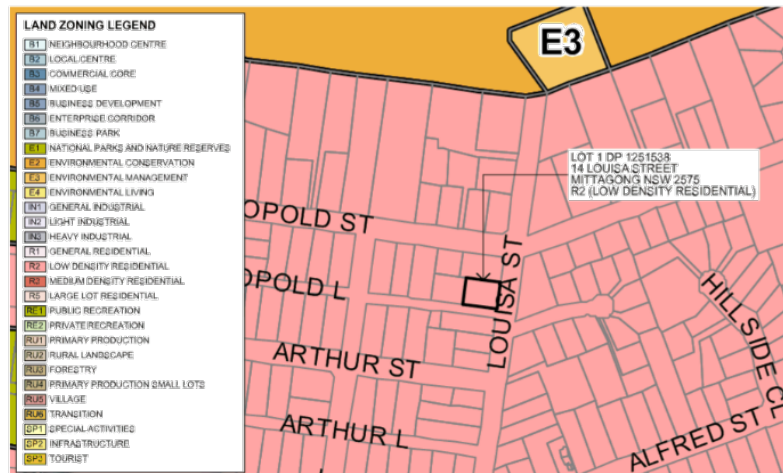 LAND ZONING LEGEND
B1 NEIGHBOURHOOD CENTRE
B2 LOCAL CENTRE
B3 COMMERCIAL CORE
B4 MIXED USE
B5 BUSINESS DEVELOPMENT
B6 ENTERPRISE CORRIDOR
B7 BUSINESS PARK
E1 NATIONAL PARKS AND NATURE RESERVES
E2 ENVIRONMENTAL CONSERVATION
E3 ENVIRONMENTAL MANAGEMENT
E4 ENVIRONMENTAL LIVING
IN1 GENERAL INDUSTRIAL
IN2 LIGHT INDUSTRIAL
IN3 HEAVY INDUSTRIAL
R1 GENERAL RESIDENTIAL
R2 LOW DENSITY RESIDENTIAL
MEDIUM DENSITY RESIDENTIAL
R5 LARGE LOT RESIDENTIAL
RE1 PUBLIC RECREATION
RE2 PRIVATE RECREATION
RU1 PRIMARY PRODUCTION
RU2 RURAL LANDSCAPE
RU3 FORESTRY
RU4 PRIMARY PRODUCTION SMALL LOTS
RU5 VILLAGE
RU6 TRANSITION
SP1 SPECIAL ACTIVITIES
SP2 INFRASTRUCTURE
SP3 TOURIST
E3
LOT 1 DP 1251538
14 LOUISA STREET
MITTAGONG NSW 2575
R2 (LOW DENSITY RESIDENTIAL)
OPOLD ST
OPOLD L
LOUISA ST
HILLSIDE C
ARTHUR ST
ARTHUR L
ALFRED ST